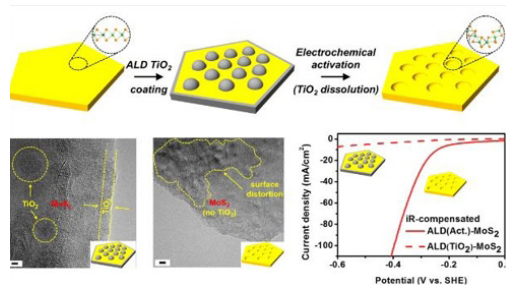 ALD TiO2
coating
Electrochemical
activation
(TiO2 dissolution)
TiO2
MoS2
TiO2
MoS2
(no TiO2)
surface
distortion
Current density (mA/cm2)
0
-20
-40
-60
-80
-100
iR-compensated
ALD(Act.)-MoS2
ALD(TiO2)-MoS2
-0.6
-0.4
-0.2
0.
Potential (V vs. SHE)